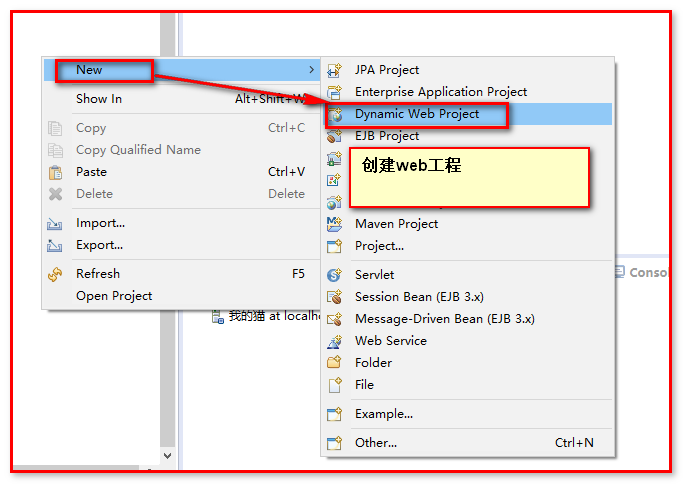 New
Show In Alt+Shift+W
Copy Ctrl+C
Copy Qualified Name
Paste Ctrl+V
Delete Delete
Import...
Export...
Refresh F5
Open Project
JPA Project
Enterprise Application Project
Dynamic Web Project
EJB Project
创建web工程
Maven Project
Project...
Servlet
Session Bean (EJB 3.x)
Message-Driven Bean (EJB 3.x)
Web Service
Folder
File
Example...
Other... Ctrl+N
我的猫 at localho
Consol